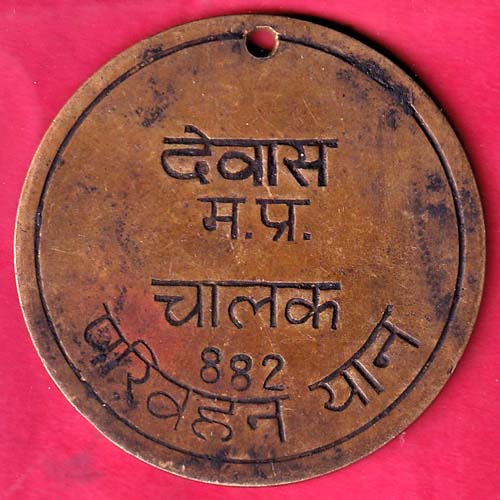 देवास
म.प्र.
चालक
882
परिवहन यान